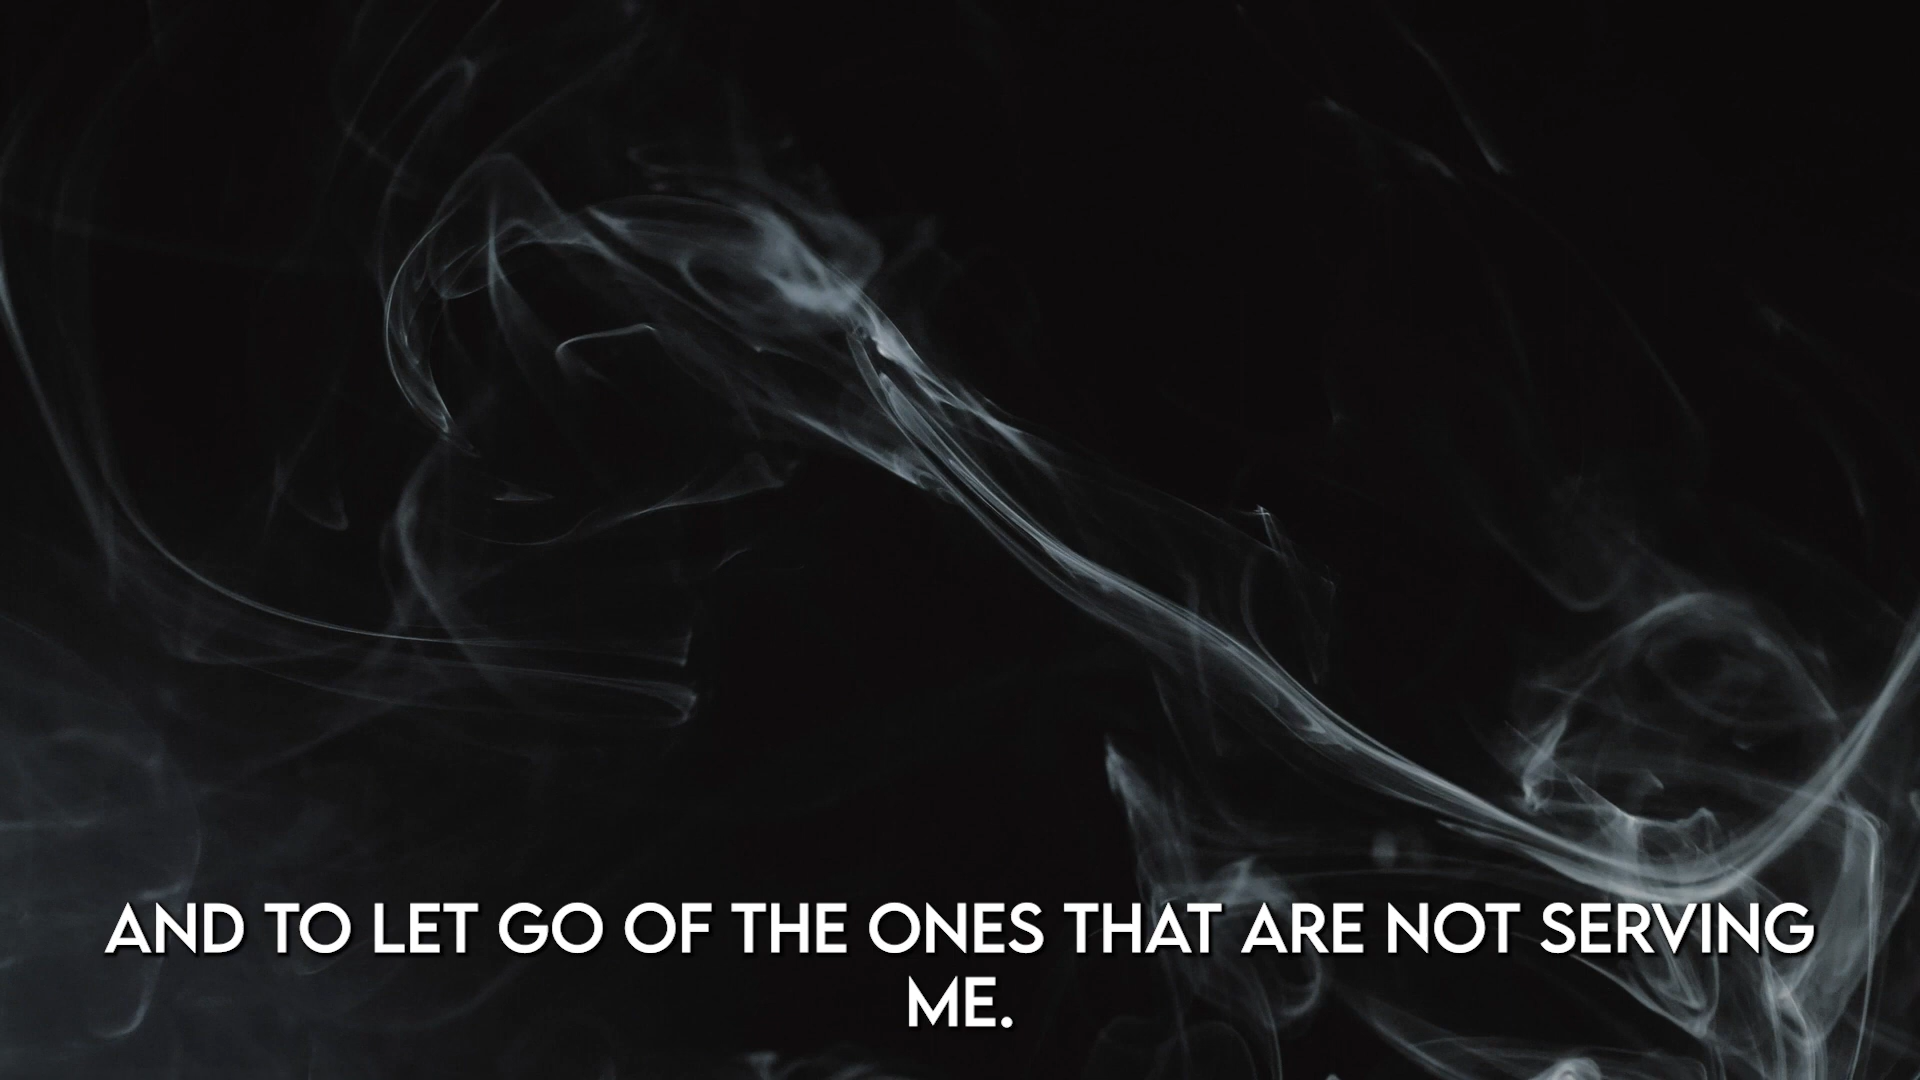 AND TO LET GO OF THE ONES THAT ARE NOT SERVING
ME.